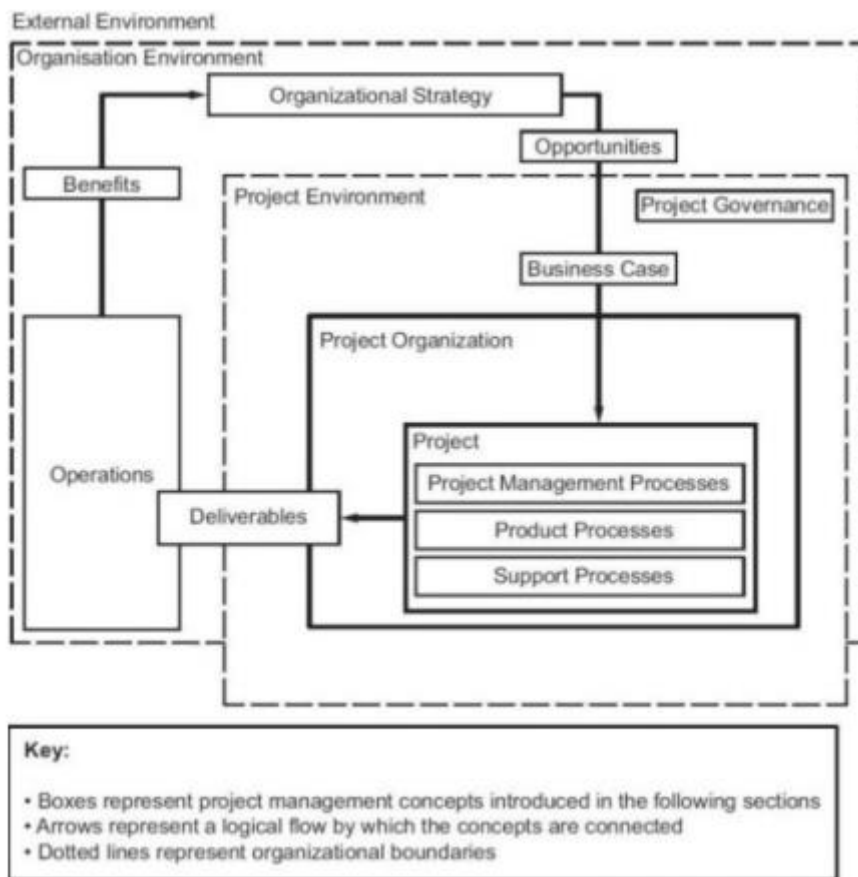 External Environment
Organisation Environment
Organizational Strategy
Opportunities
Benefits
Project Environment
Project Governance
Business Case
Project Organization
Project
Operations
Project Management Processes
Deliverables
Product Processes
Support Processes
Key:
• Boxes represent project management concepts introduced in the following sections
• Arrows represent a logical flow by which the concepts are connected
• Dotted lines represent organizational boundaries